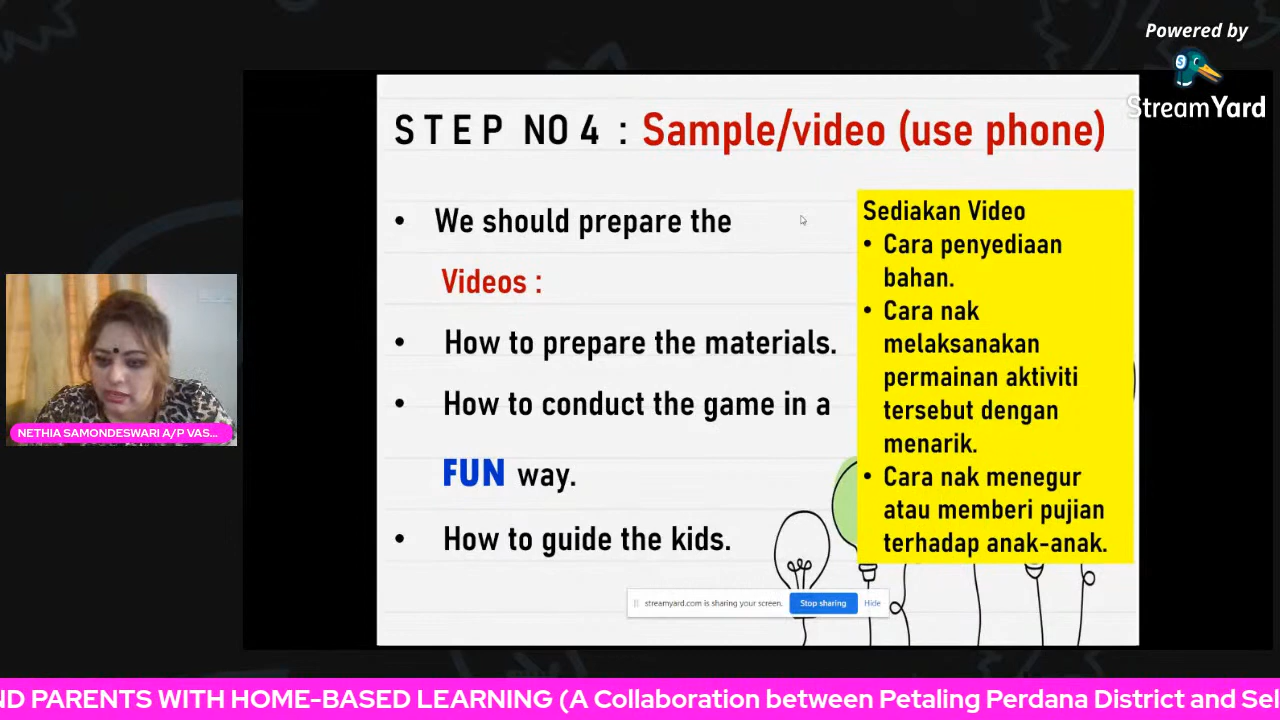 Powered by
StreamYard
STEP NO 4 : Sample/video (use phone)
• We should prepare the
Videos :
• How to prepare the materials.
• How to conduct the game in a
FUN way.
• How to guide the kids.
Sediakan Video
• Cara penyediaan
bahan.
• Cara nak
melaksanakan
permainan aktiviti
tersebut dengan
menarik.
• Cara nak menegur
atau memberi pujian
terhadap anak-anak.
streamyard.com is sharing your screen.
Stop sharing
Hide
NETHIA SAMONDESWARI A/P VAS...
ND PARENTS WITH HOME-BASED LEARNING (A Collaboration between Petaling Perdana District and Sel